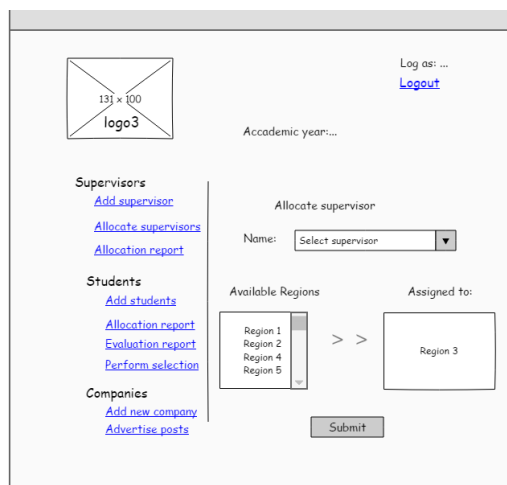 Log as: ...
Logout
131 x 100
logo3
Accademic year:...
Supervisors
Add supervisor
Allocate supervisors
Allocation report
Students
Add students
Allocation report
Evaluation report
Perform selection
Companies
Add new company
Advertise posts
Allocate supervisor
Name:
Select supervisor
Available Regions
Assigned to:
Region 1
Region 2
Region 4
Region 5
> >
Region 3
Submit